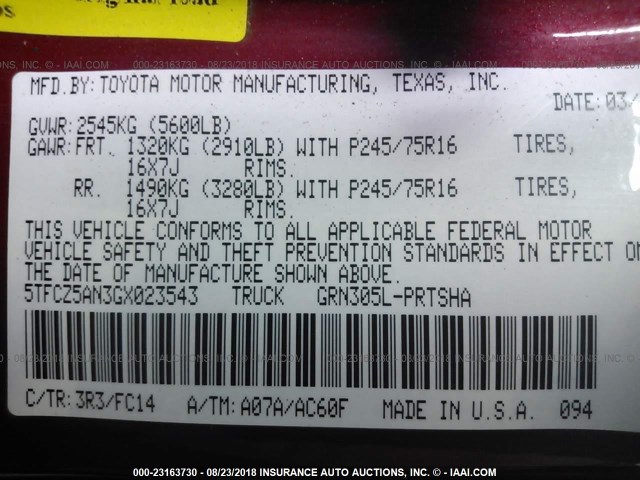 road
MFD.BY: TOYOTA MOTOR MANUFACTURING, TEXAS, INC.
DATE: 03/
GVWR: 2545KG (5600LB)
GAWR: FRT. 1320KG (2910LB) WITH P245/75R16 TIRES,
16X7J RIMS.
RR. 1490KG (3280LB) WITH P245/75R16 TIRES,
16X7J RIMS.
THIS VEHICLE CONFORMS TO ALL APPLICABLE FEDERAL MOTOR
VEHICLE SAFETY AND THEFT PREVENTION STANDARDS IN EFFECT ON
THE DATE OF MANUFACTURE SHOWN ABOVE.
5TFCZ5AN3GX023543 TRUCK GRN305L-PRTSHA
C/TR: 3R3/FC14 A/TM: A07A/AC60F MADE IN U.S.A. 094
000-23163730 - 08/23/2018 INSURANCE AUTO AUCTIONS, INC. - © IAAI.COM